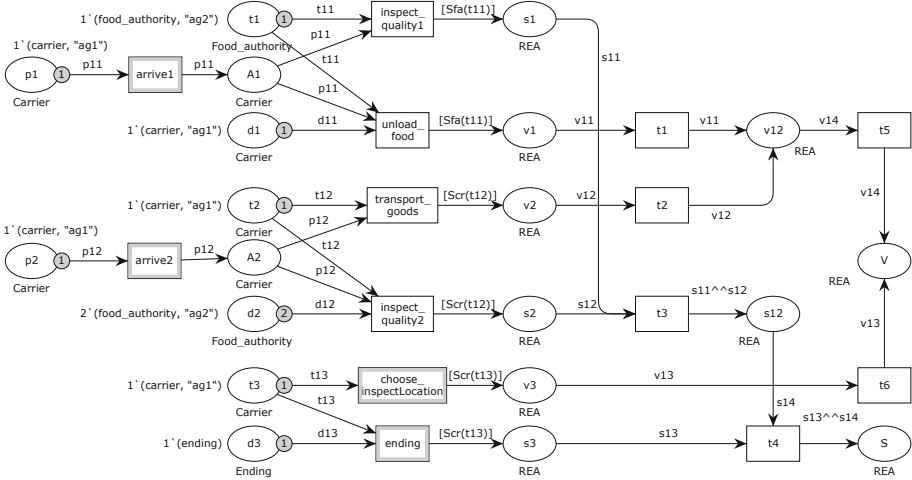 1`(food_authority, "ag2")
t1
1
t11
inspect_
quality1
[Sfa(t11)]
s1
Food_authority
REA
1`(carrier, "ag1")
p11
t11
s11
p1
1
p11
arrive1
p11
A1
Carrier
Carrier
p11
1`(carrier, "ag1")
d1
1
d11
unload_
food
[Sfa(t11)]
v1
v11
t1
v11
v12
v14
t5
Carrier
REA
REA
1`(carrier, "ag1")
t2
1
t12
transport_
goods
[Scr(t12)]
v2
v12
t2
v12
v14
Carrier
REA
1`(carrier, "ag1")
p12
t12
p2
1
p12
arrive2
p12
A2
V
Carrier
Carrier
p12
REA
2`(food_authority, "ag2")
d2
2
d12
inspect_
quality2
[Scr(t12)]
s2
s12
t3
s11^^s12
s12
v13
Food_authority
REA
REA
1`(carrier, "ag1")
t3
1
t13
choose_
inspectLocation
[Scr(t13)]
v3
v13
t6
Carrier
t13
REA
s14
1`(ending)
d3
1
d13
ending
[Scr(t13)]
s3
s13
t4
s13^^s14
S
Ending
REA
REA